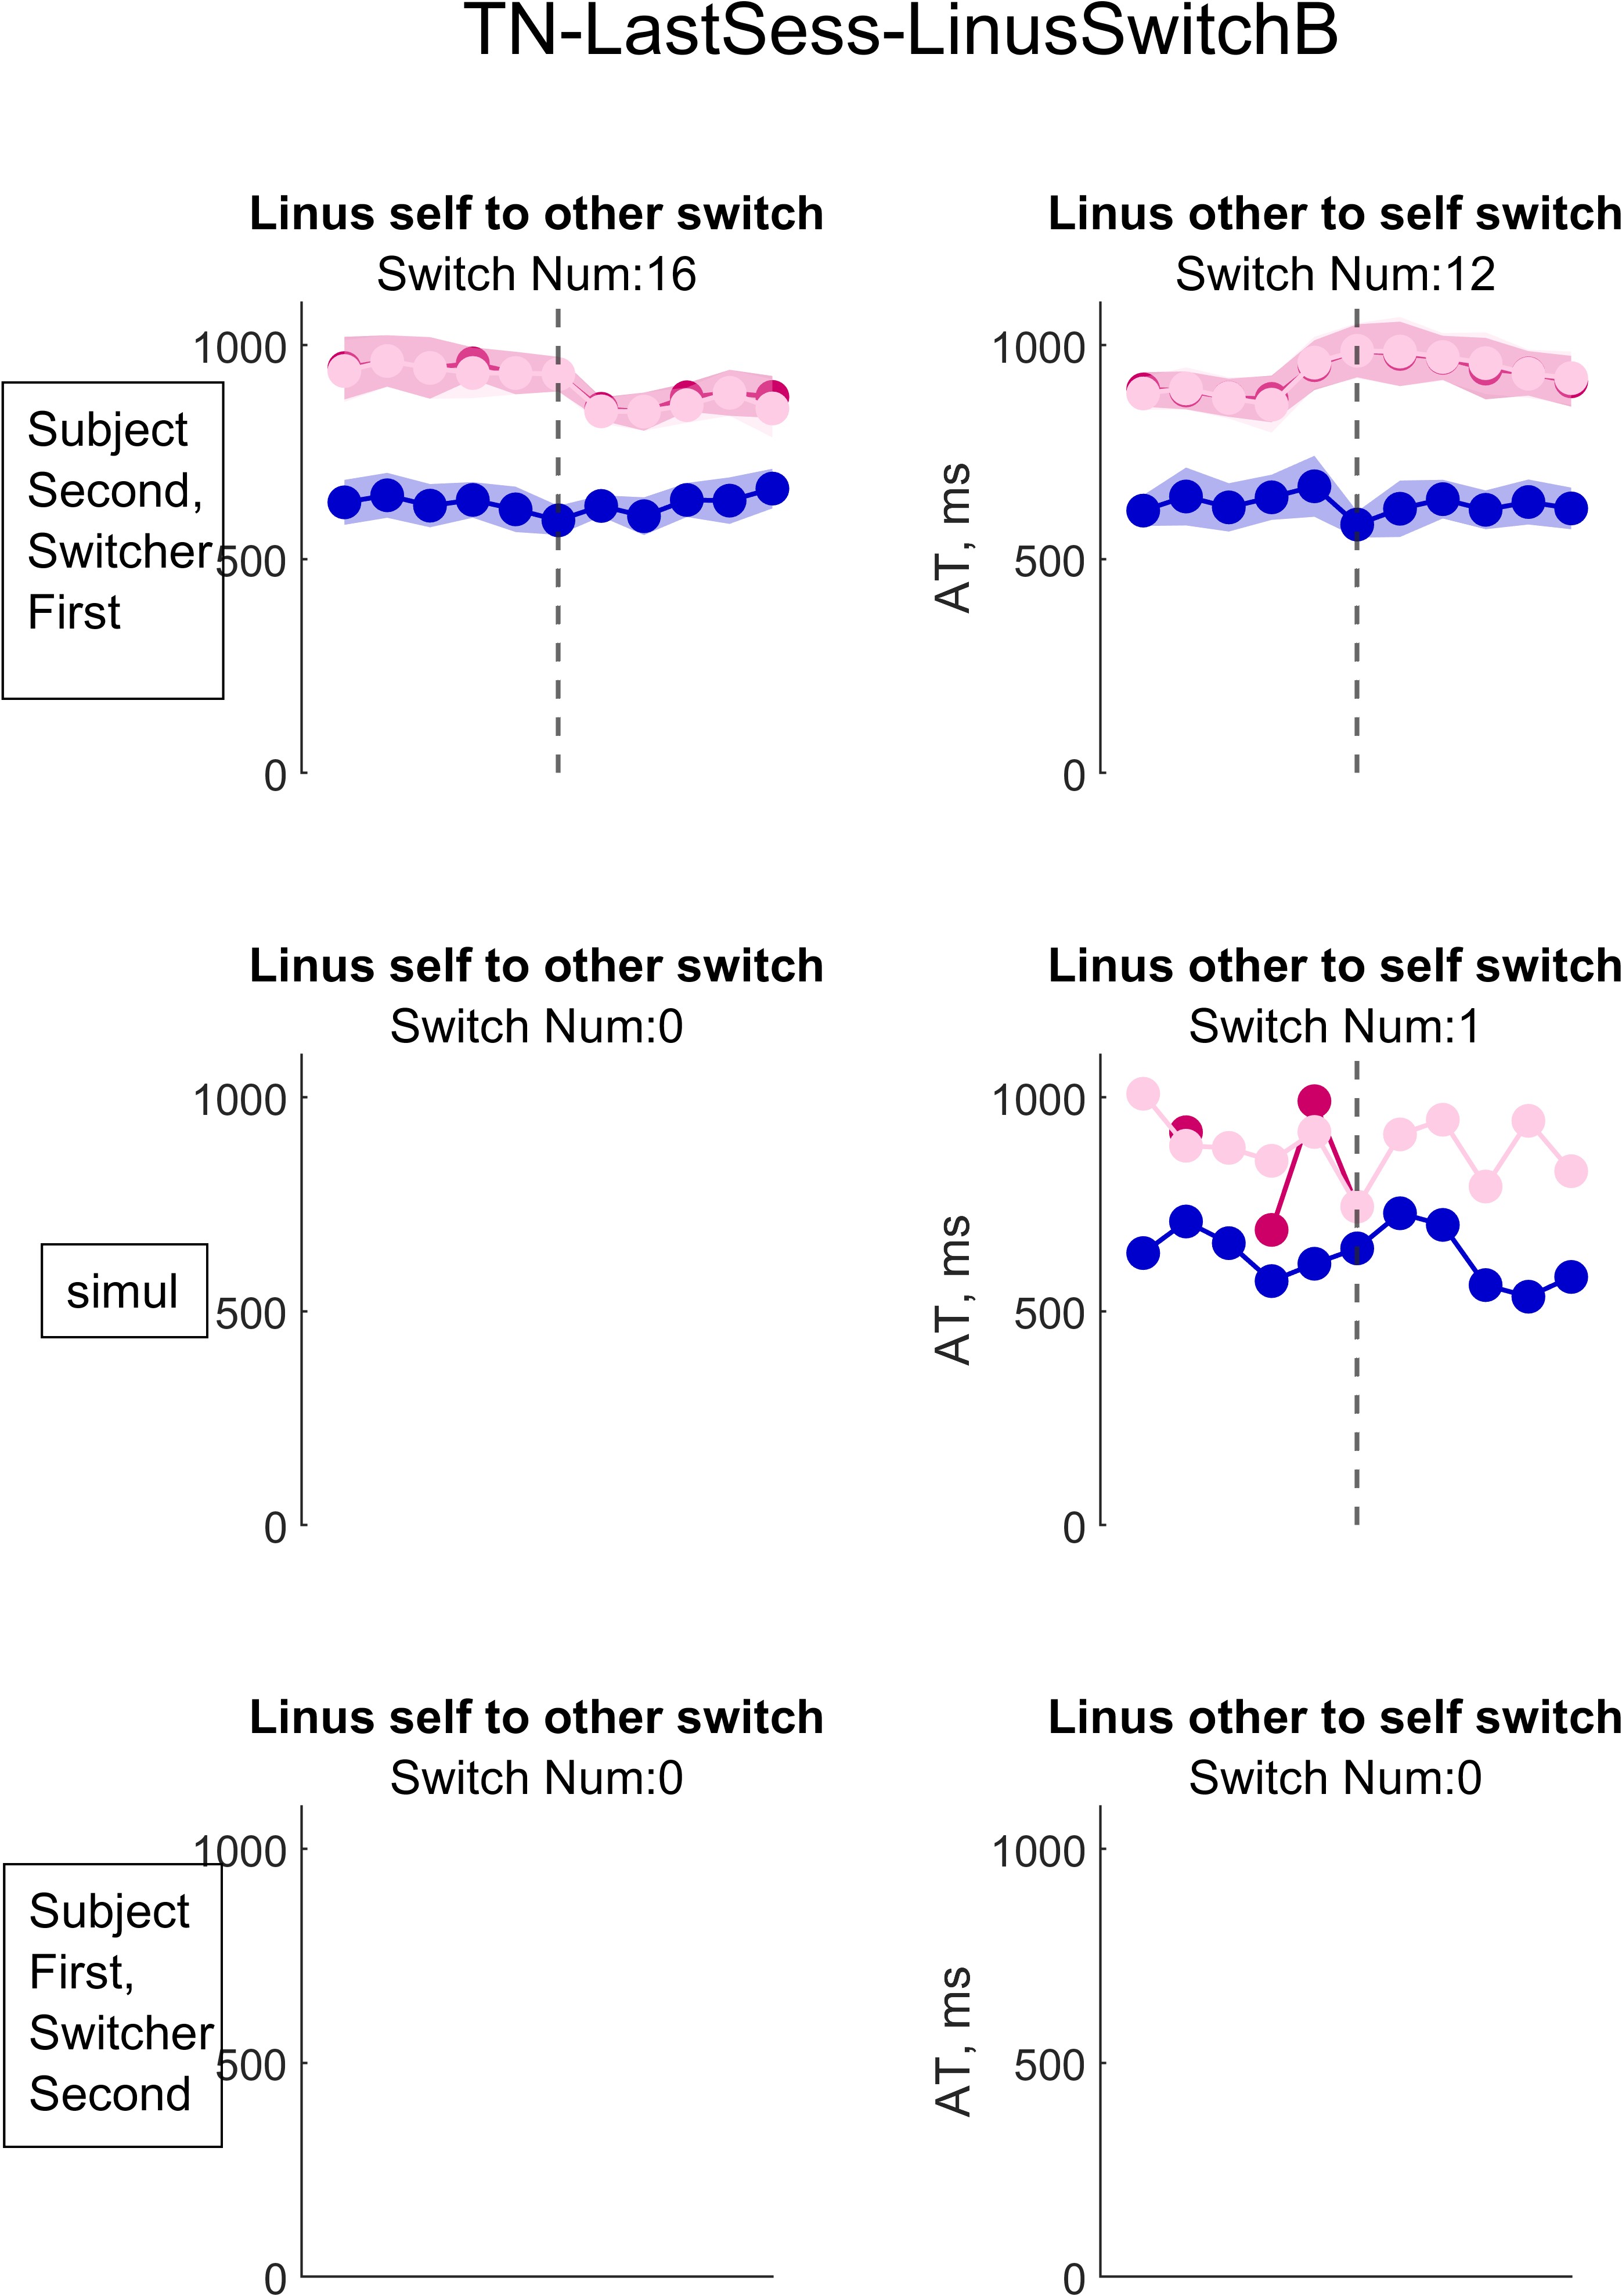 TN-LastSess-LinusSwitchB
Linus self to other switch
Switch Num:16
Linus other to self switch
Switch Num:12
Subject
Second,
Switcher
First
1000
500
0
AT, ms
1000
500
0
Linus self to other switch
Switch Num:0
Linus other to self switch
Switch Num:1
simul
1000
500
0
AT, ms
1000
500
0
Linus self to other switch
Switch Num:0
Linus other to self switch
Switch Num:0
Subject
First,
Switcher
Second
1000
500
0
AT, ms
1000
500
0